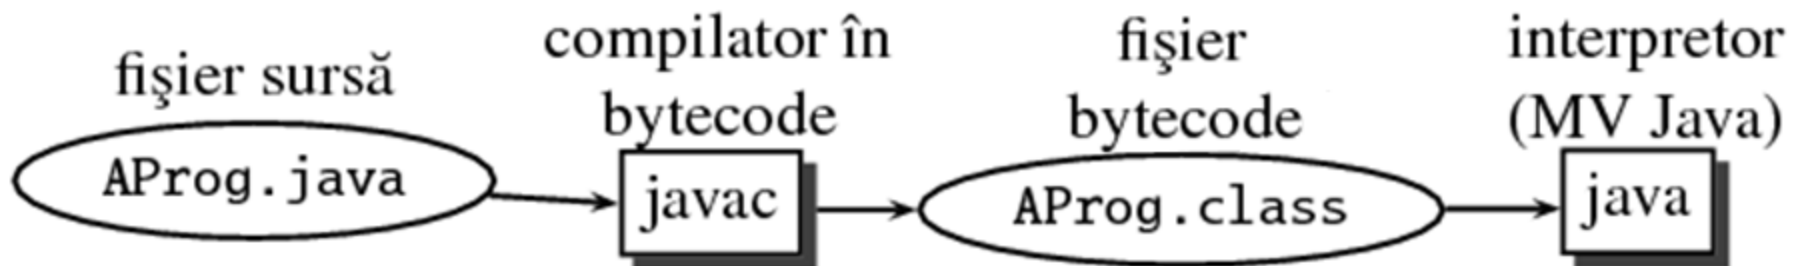 fişier sursă
AProg.java
compilator în
bytecode
javac
fişier
bytecode
AProg.class
interpretor
(MV Java)
java